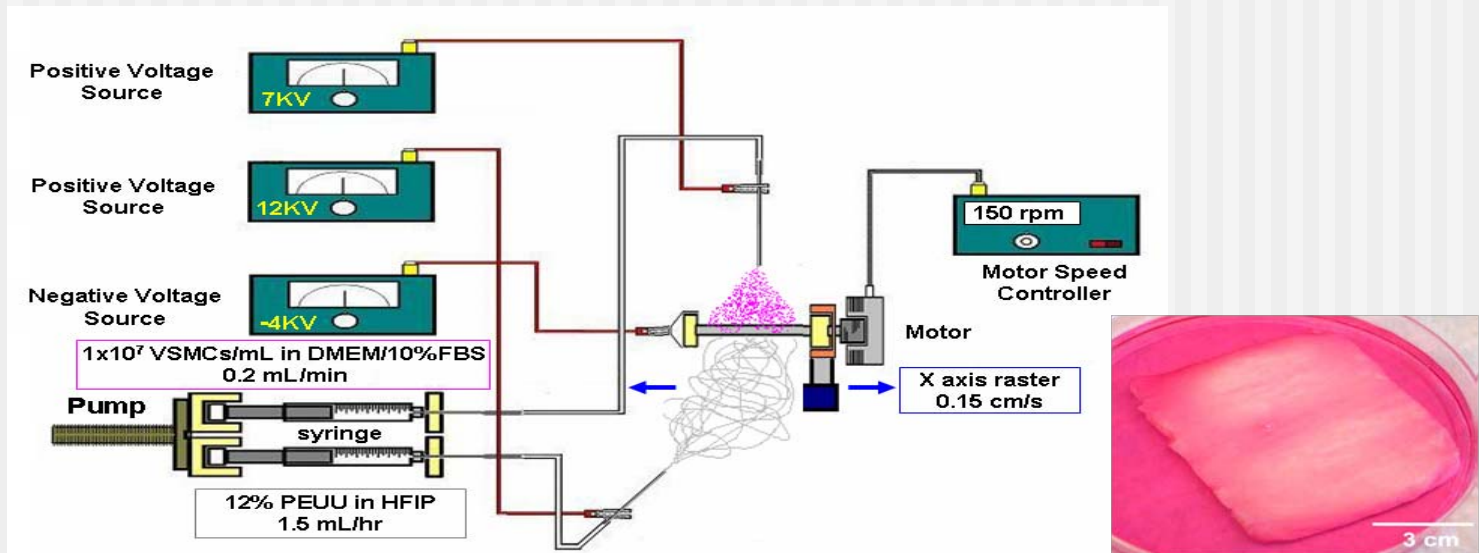 Positive Voltage
Source
7KV
Positive Voltage
Source
12KV
Negative Voltage
Source
-4KV
1x10⁷ VSMCs/mL in DMEM/10%FBS
0.2 mL/min
Pump
syringe
12% PEUU in HFIP
1.5 mL/hr
150 rpm
Motor Speed
Controller
Motor
X axis raster
0.15 cm/s
3 cm